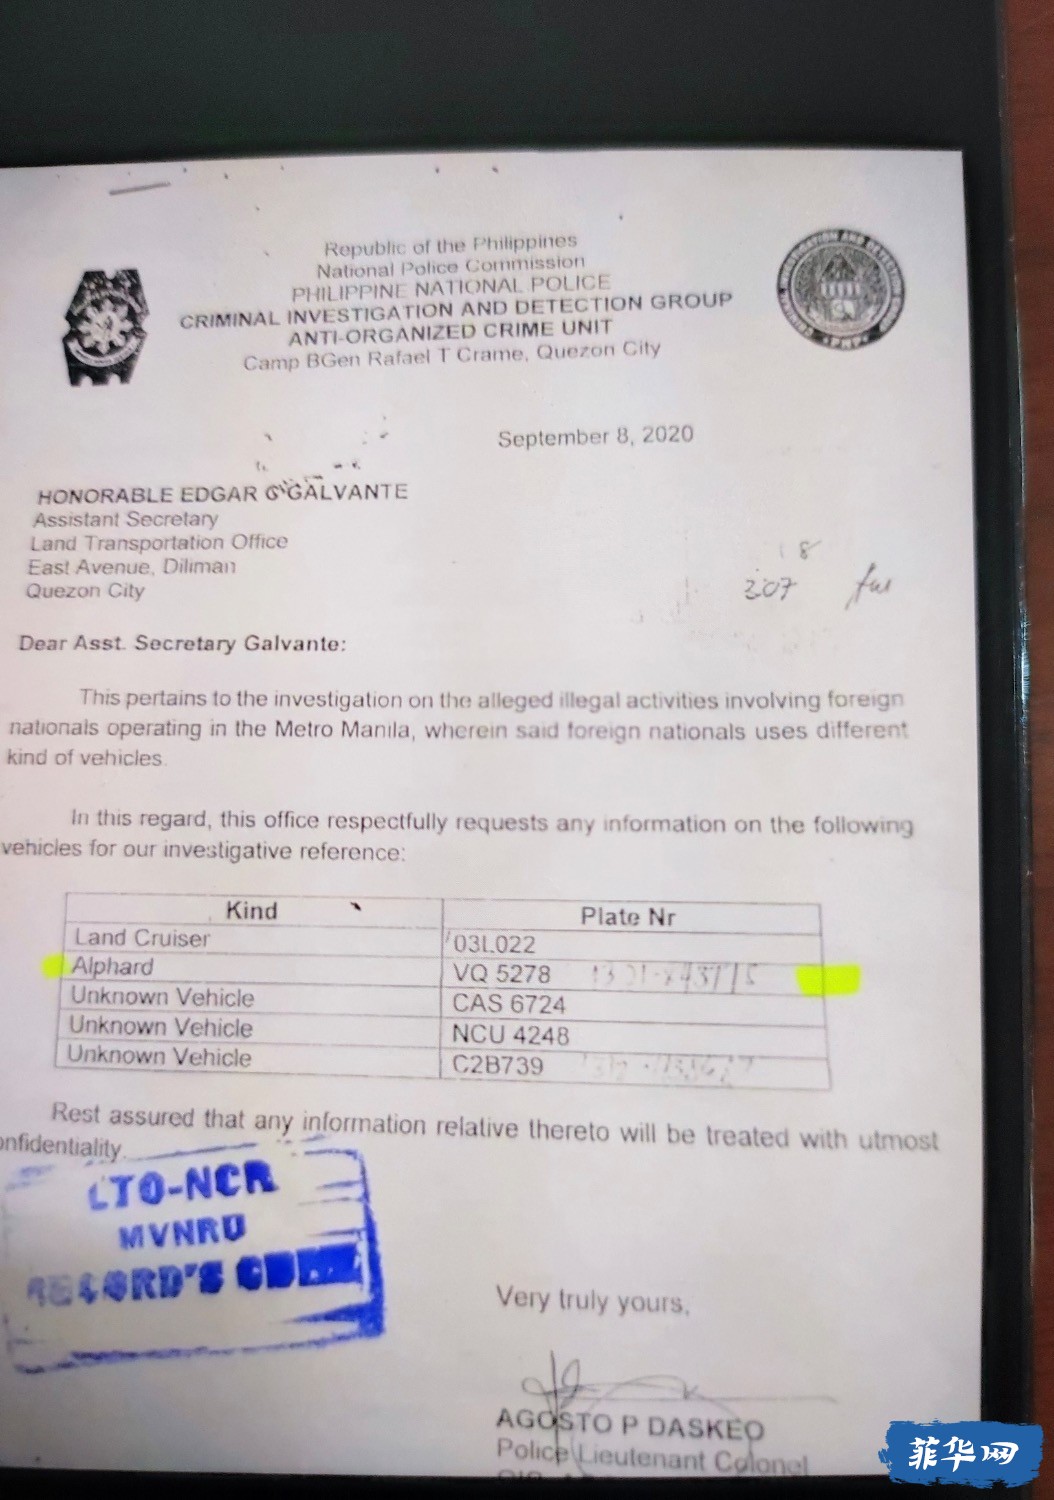 Republic of the Philippines
National Police Commission
PHILIPPINE NATIONAL POLICE
CRIMINAL INVESTIGATION AND DETECTION GROUP
ANTI-ORGANIZED CRIME UNIT
Camp BGen Rafael T Crame, Quezon City
September 8, 2020
HONORABLE EDGAR G GALVANTE
Assistant Secretary
Land Transportation Office
East Avenue, Diliman
Quezon City
18
307
Dear Asst. Secretary Galvante:
This pertains to the investigation on the alleged illegal activities involving foreign
nationals operating in the Metro Manila, wherein said foreign nationals uses different
kind of vehicles.
In this regard, this office respectfully requests any information on the following
vehicles for our investigative reference:
Kind Plate Nr
Land Cruiser 03L022
Alphard VQ 5278
Unknown Vehicle CAS 6724
Unknown Vehicle NCU 4248
Unknown Vehicle C2B739
Rest assured that any information relative thereto will be treated with utmost
onfidentiality.
LTO-NCR
MVNRU
RECORD'S
Very truly yours,
AGOSTO P DASKEO
Police Lieutenant Colonel
菲华网